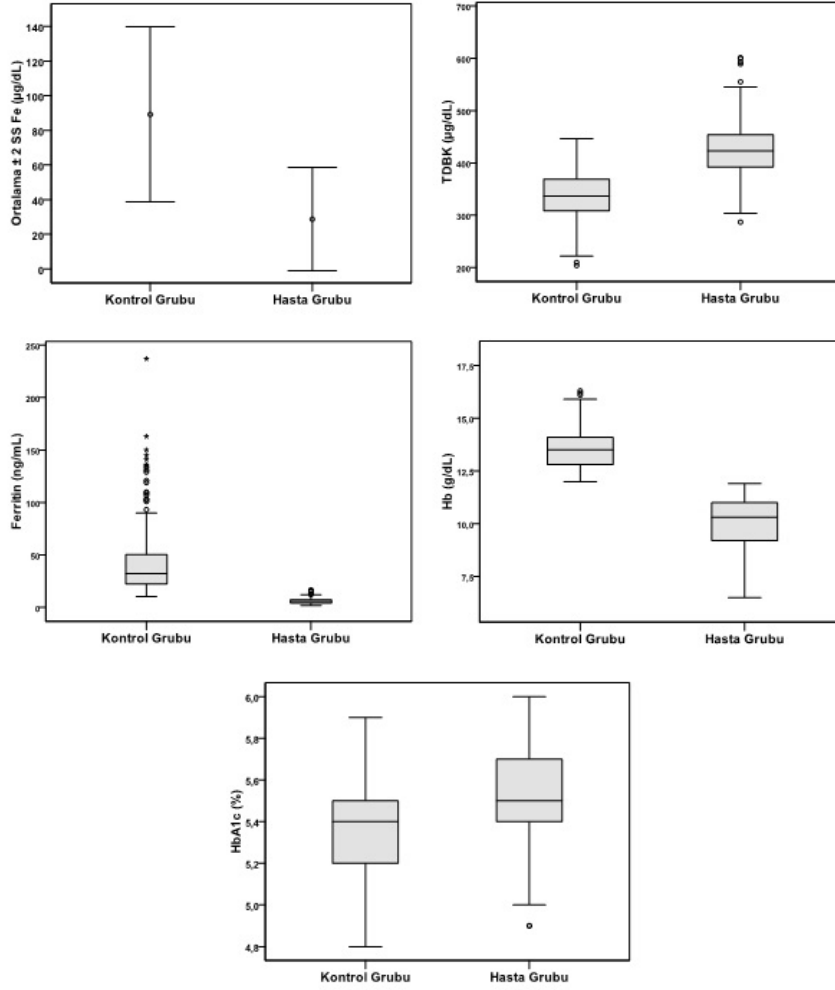 Ortalama ± 2 SS Fe (µg/dL)
140
120
100
80
60
40
20
0
Kontrol Grubu
Hasta Grubu
TDBK (µg/dL)
700
600
500
400
300
200
Kontrol Grubu
Hasta Grubu
Ferritin (ng/mL)
250
200
150
100
50
0
Kontrol Grubu
Hasta Grubu
Hb (g/dL)
17,5
15,0
12,5
10,0
7,5
Kontrol Grubu
Hasta Grubu
HbA1c (%)
6,0
5,8
5,6
5,4
5,2
5,0
4,8
Kontrol Grubu
Hasta Grubu